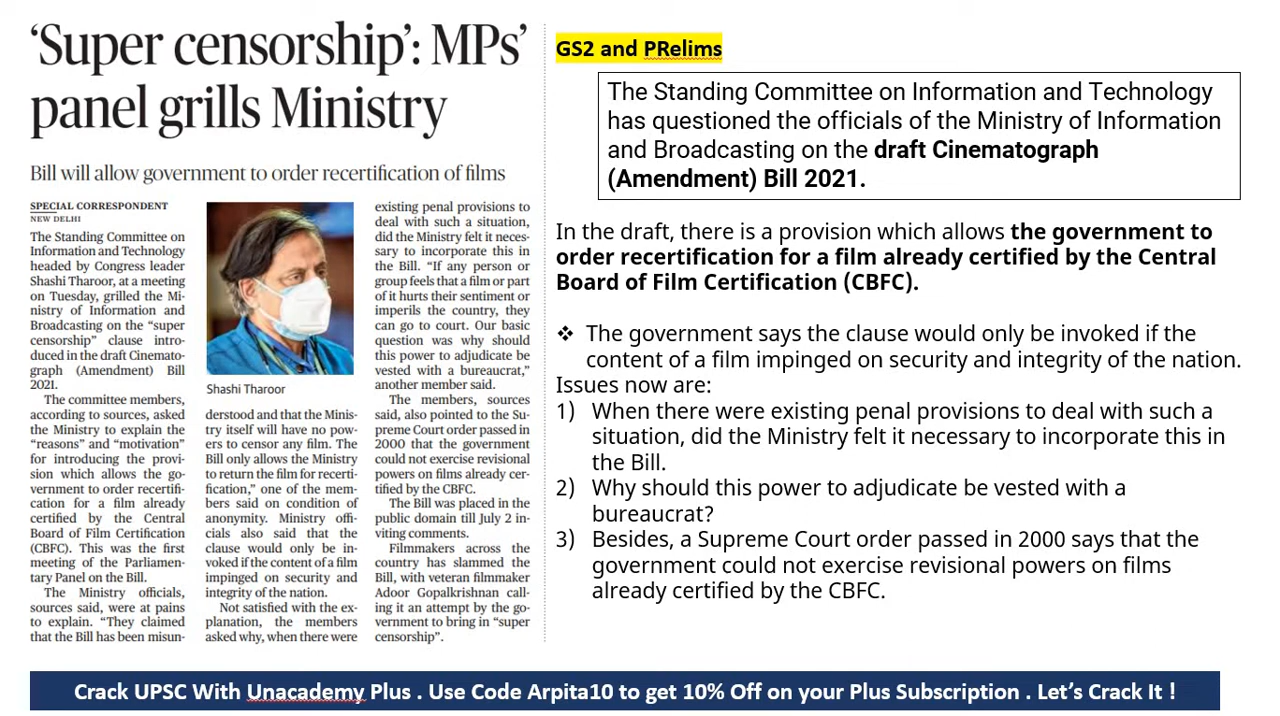 ‘Super censorship’: MPs’
panel grills Ministry
Bill will allow government to order recertification of films
SPECIAL CORRESPONDENT
NEW DELHI
The Standing Committee on
Information and Technology
headed by Congress leader
Shashi Tharoor, at a meeting
on Tuesday, grilled the Mi-
nistry of Information and
Broadcasting on the “super
censorship” clause intro-
duced in the draft Cinemato-
graph (Amendment) Bill
2021.
The committee members,
according to sources, asked
the Ministry to explain the
“reasons” and “motivation”
for introducing the provi-
sion which allows the go-
vernment to order recertifi-
cation for a film already
certified by the Central
Board of Film Certification
(CBFC). This was the first
meeting of the Parliamen-
tary Panel on the Bill.
The Ministry officials,
sources said, were at pains
to explain. “They claimed
that the Bill has been misun-
Shashi Tharoor
derstood and that the Minis-
try itself will have no pow-
ers to censor any film. The
Bill only allows the Ministry
to return the film for recerti-
fication,” one of the mem-
bers said on condition of
anonymity. Ministry offi-
cials also said that the
clause would only be in-
voked if the content of a film
impinged on security and
integrity of the nation.
Not satisfied with the ex-
planation, the members
asked why, when there were
existing penal provisions to
deal with such a situation,
did the Ministry felt it neces-
sary to incorporate this in
the Bill. “If any person or
group feels that a film or part
of it hurts their sentiment or
imperils the country, they
can go to court. Our basic
question was why should
this power to adjudicate be
vested with a bureaucrat,”
another member said.
The members, sources
said, also pointed to the Su-
preme Court order passed in
2000 that the government
could not exercise revisional
powers on films already cer-
tified by the CBFC.
The Bill was placed in the
public domain till July 2 in-
viting comments.
Filmmakers across the
country has slammed the
Bill, with veteran filmmaker
Adoor Gopalkrishnan call-
ing it an attempt by the go-
vernment to bring in “super
censorship”.
GS2 and PRelims
The Standing Committee on Information and Technology
has questioned the officials of the Ministry of Information
and Broadcasting on the draft Cinematograph
(Amendment) Bill 2021.
In the draft, there is a provision which allows the government to
order recertification for a film already certified by the Central
Board of Film Certification (CBFC).
❖ The government says the clause would only be invoked if the
content of a film impinged on security and integrity of the nation.
Issues now are:
1) When there were existing penal provisions to deal with such a
situation, did the Ministry felt it necessary to incorporate this in
the Bill.
2) Why should this power to adjudicate be vested with a
bureaucrat?
3) Besides, a Supreme Court order passed in 2000 says that the
government could not exercise revisional powers on films
already certified by the CBFC.
Crack UPSC With Unacademy Plus . Use Code Arpita10 to get 10% Off on your Plus Subscription . Let’s Crack It !